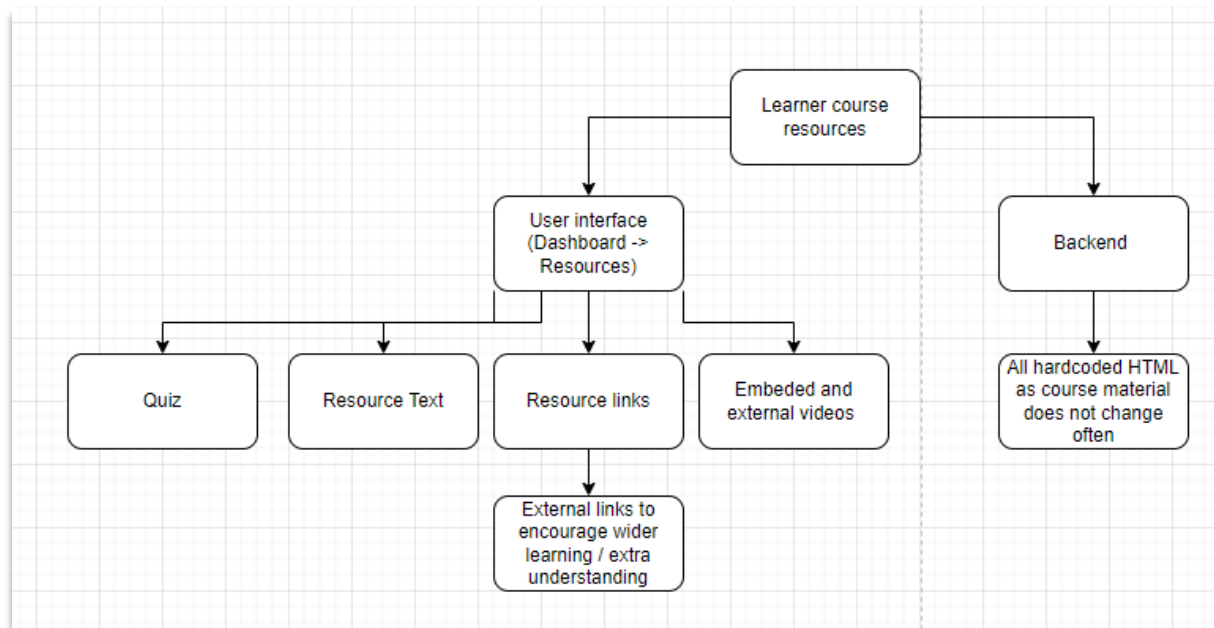 Learner course
resources
User interface
(Dashboard ->
Resources)
Backend
Quiz
Resource Text
Resource links
Embeded and
external videos
All hardcoded HTML
as course material
does not change
often
External links to
encourage wider
learning / extra
understanding